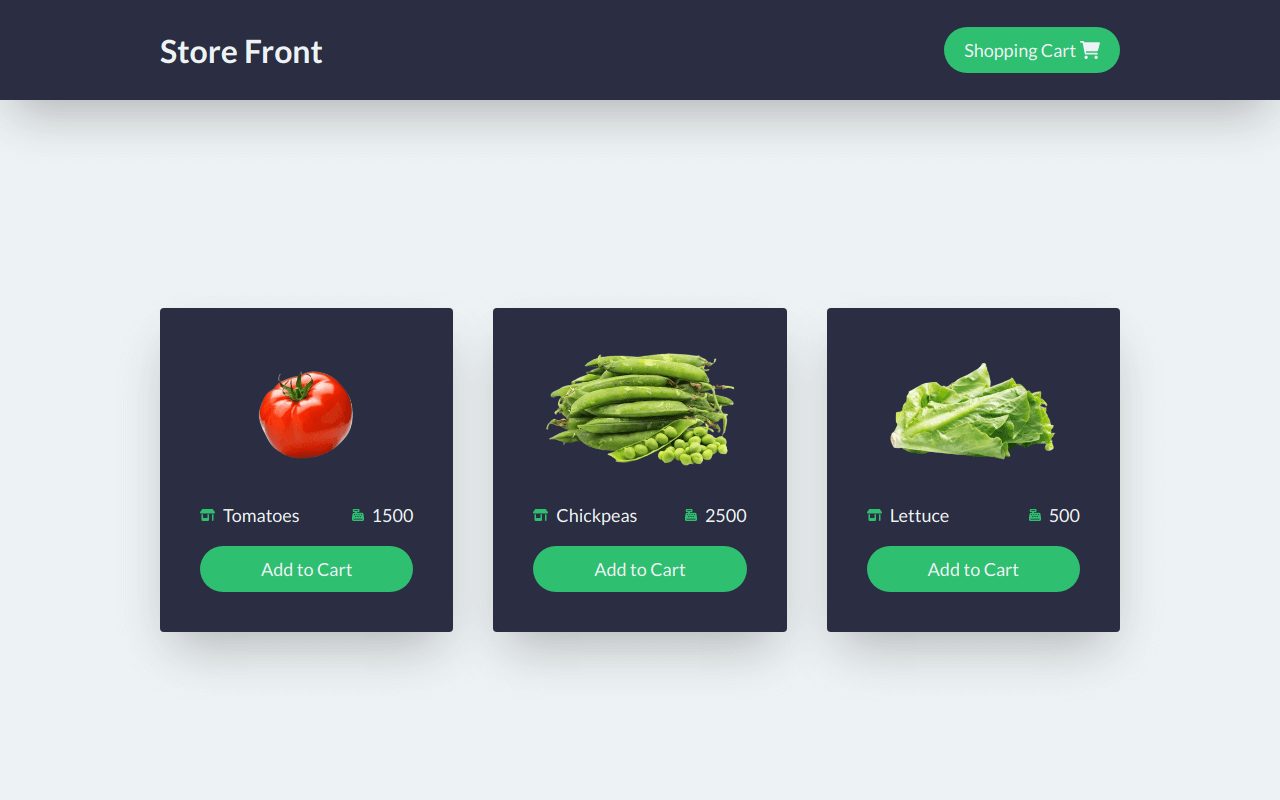 Store Front
Shopping Cart
Tomatoes 1500
Add to Cart
Chickpeas 2500
Add to Cart
Lettuce 500
Add to Cart